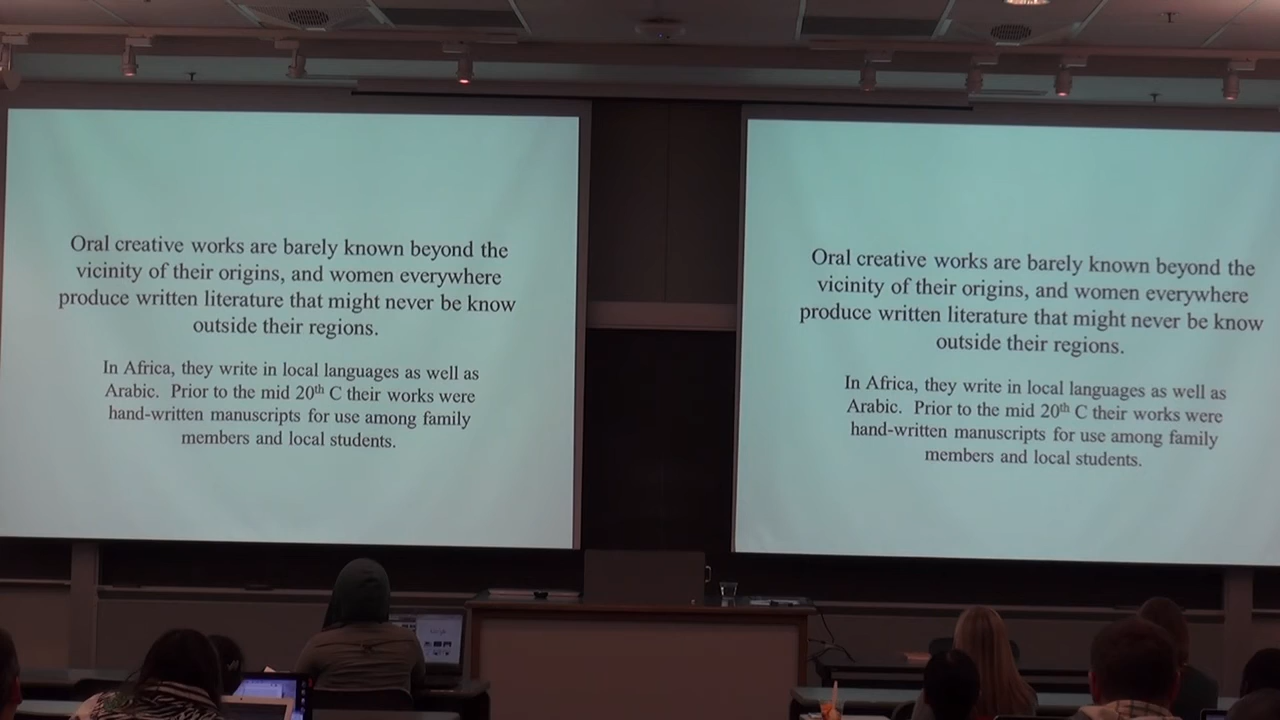 Oral creative works are barely known beyond the
vicinity of their origins, and women everywhere
produce written literature that might never be know
outside their regions.
In Africa, they write in local languages as well as
Arabic. Prior to the mid 20th C their works were
hand-written manuscripts for use among family
members and local students.
Oral creative works are barely known beyond the
vicinity of their origins, and women everywhere
produce written literature that might never be know
outside their regions.
In Africa, they write in local languages as well as
Arabic. Prior to the mid 20th C their works were
hand-written manuscripts for use among family
members and local students.